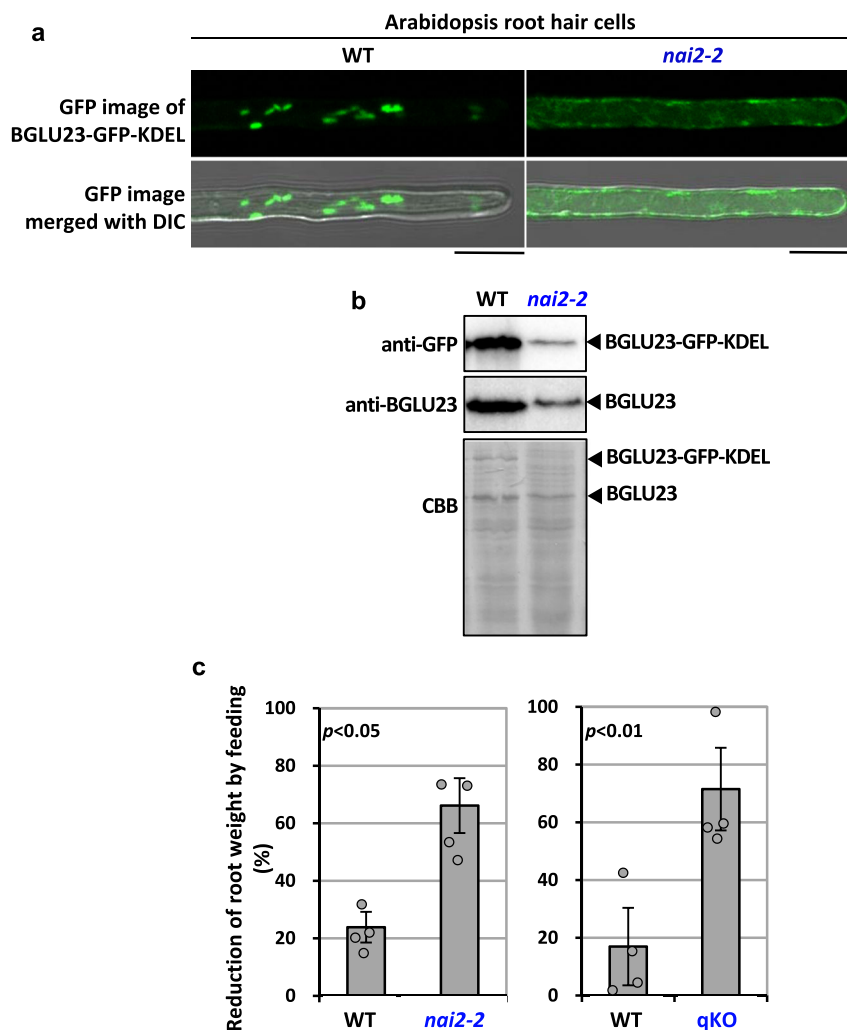 a
Arabidopsis root hair cells
WT
nai2-2
GFP image of
BGLU23-GFP-KDEL
GFP image
merged with DIC
b
WT
nai2-2
anti-GFP
BGLU23-GFP-KDEL
anti-BGLU23
BGLU23
CBB
BGLU23-GFP-KDEL
BGLU23
c
Reduction of root weight by feeding
(%)
100
80
60
40
20
0
p<0.05
WT
nai2-2
100
80
60
40
20
0
p<0.01
WT
qKO